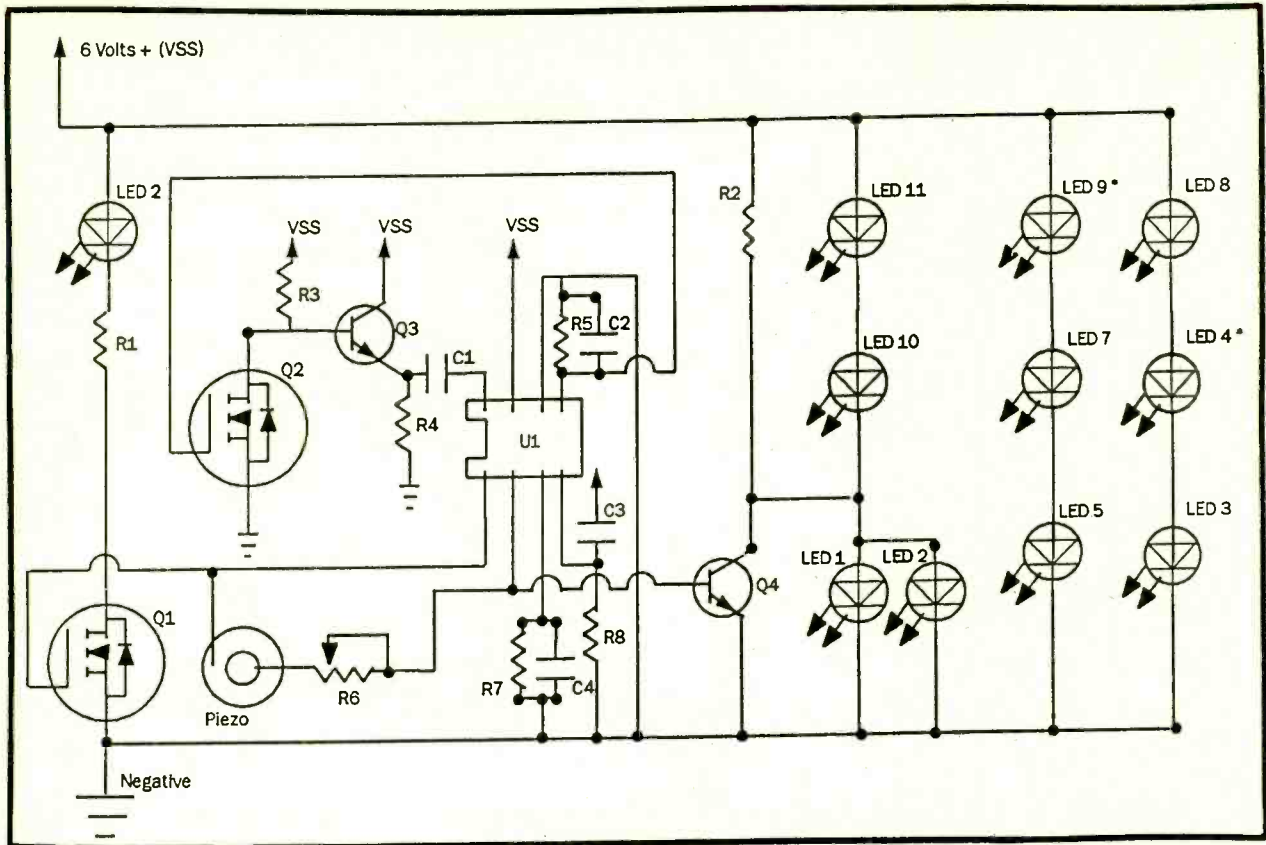 6 Volts + (VSS)
LED 2
R2
LED 11
LED 9*
LED 8
VSS
VSS
VSS
R3
R1
Q3
R5
C2
Q2
C1
LED 10
LED 7
LED 4*
R4
U1
C3
LED 5
LED 3
LED 1
LED 2
Q4
Q1
R8
R7
C4
R6
Piezo
Negative